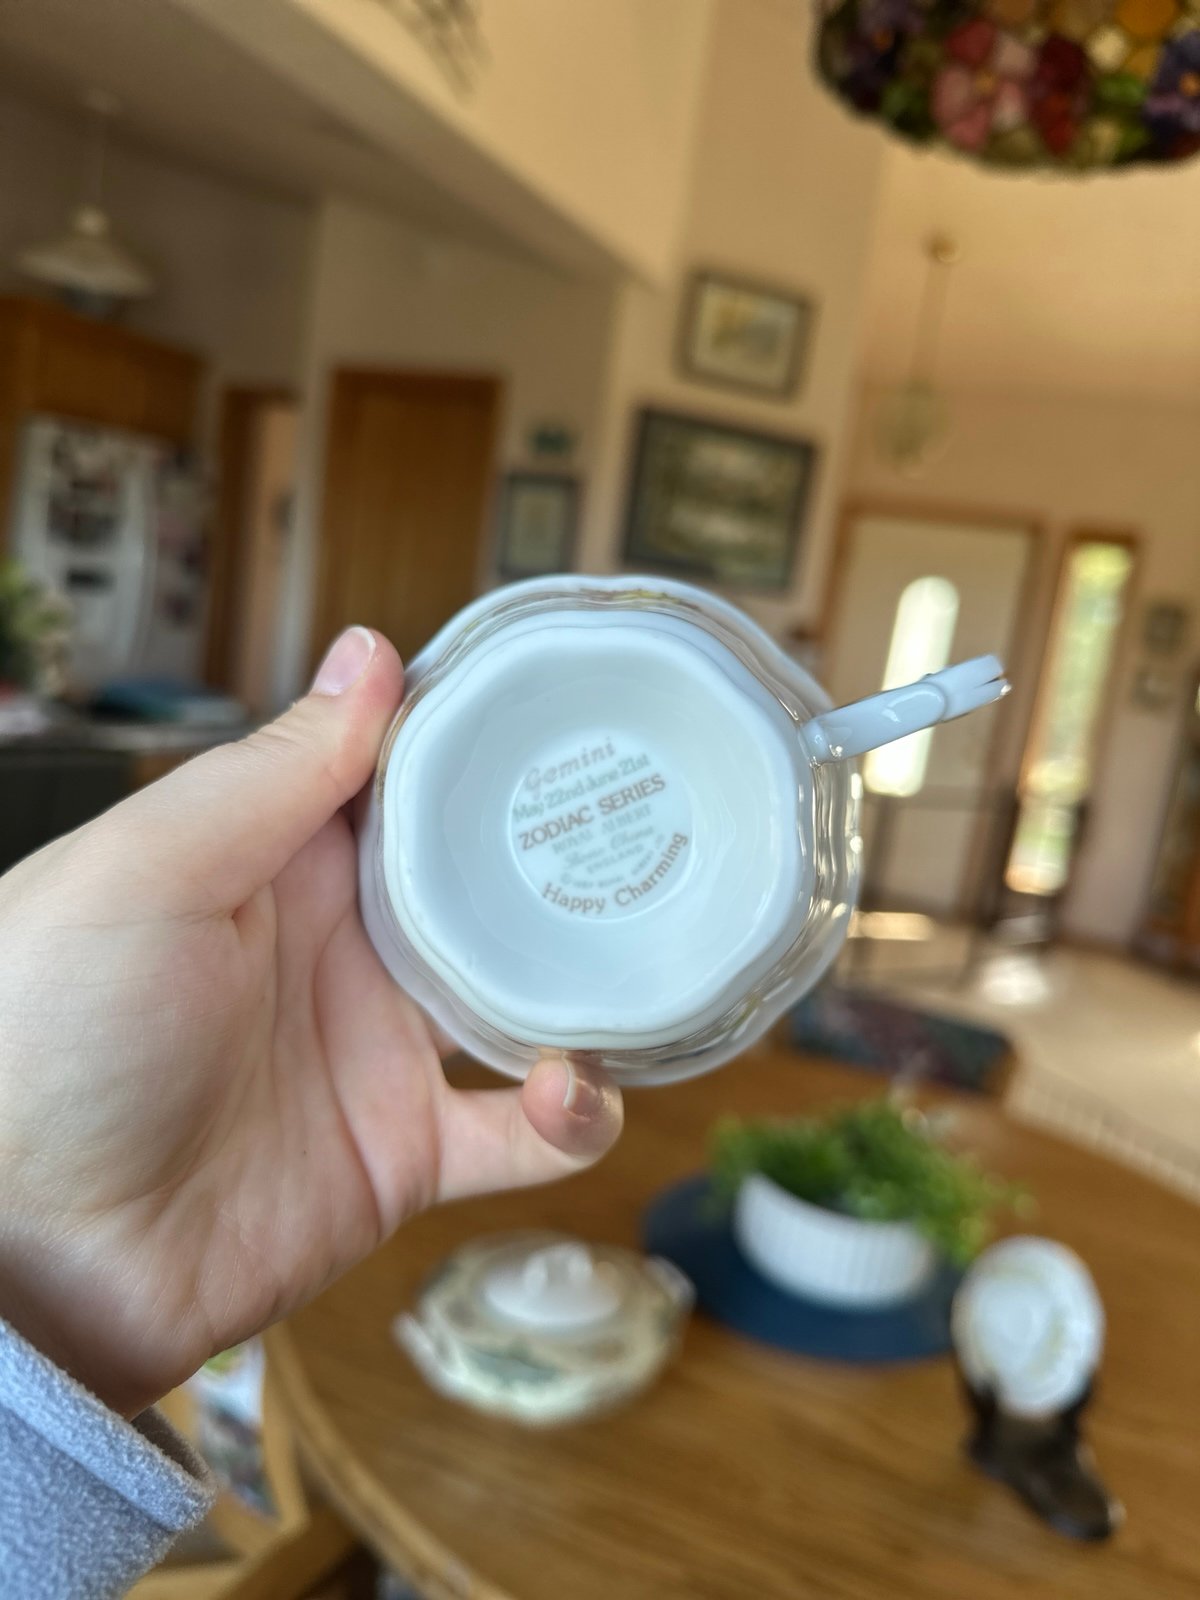 Gemini
May 22nd June 21st
ZODIAC SERIES
ROYAL ALBERT
Bone China
ENGLAND
Happy Charming